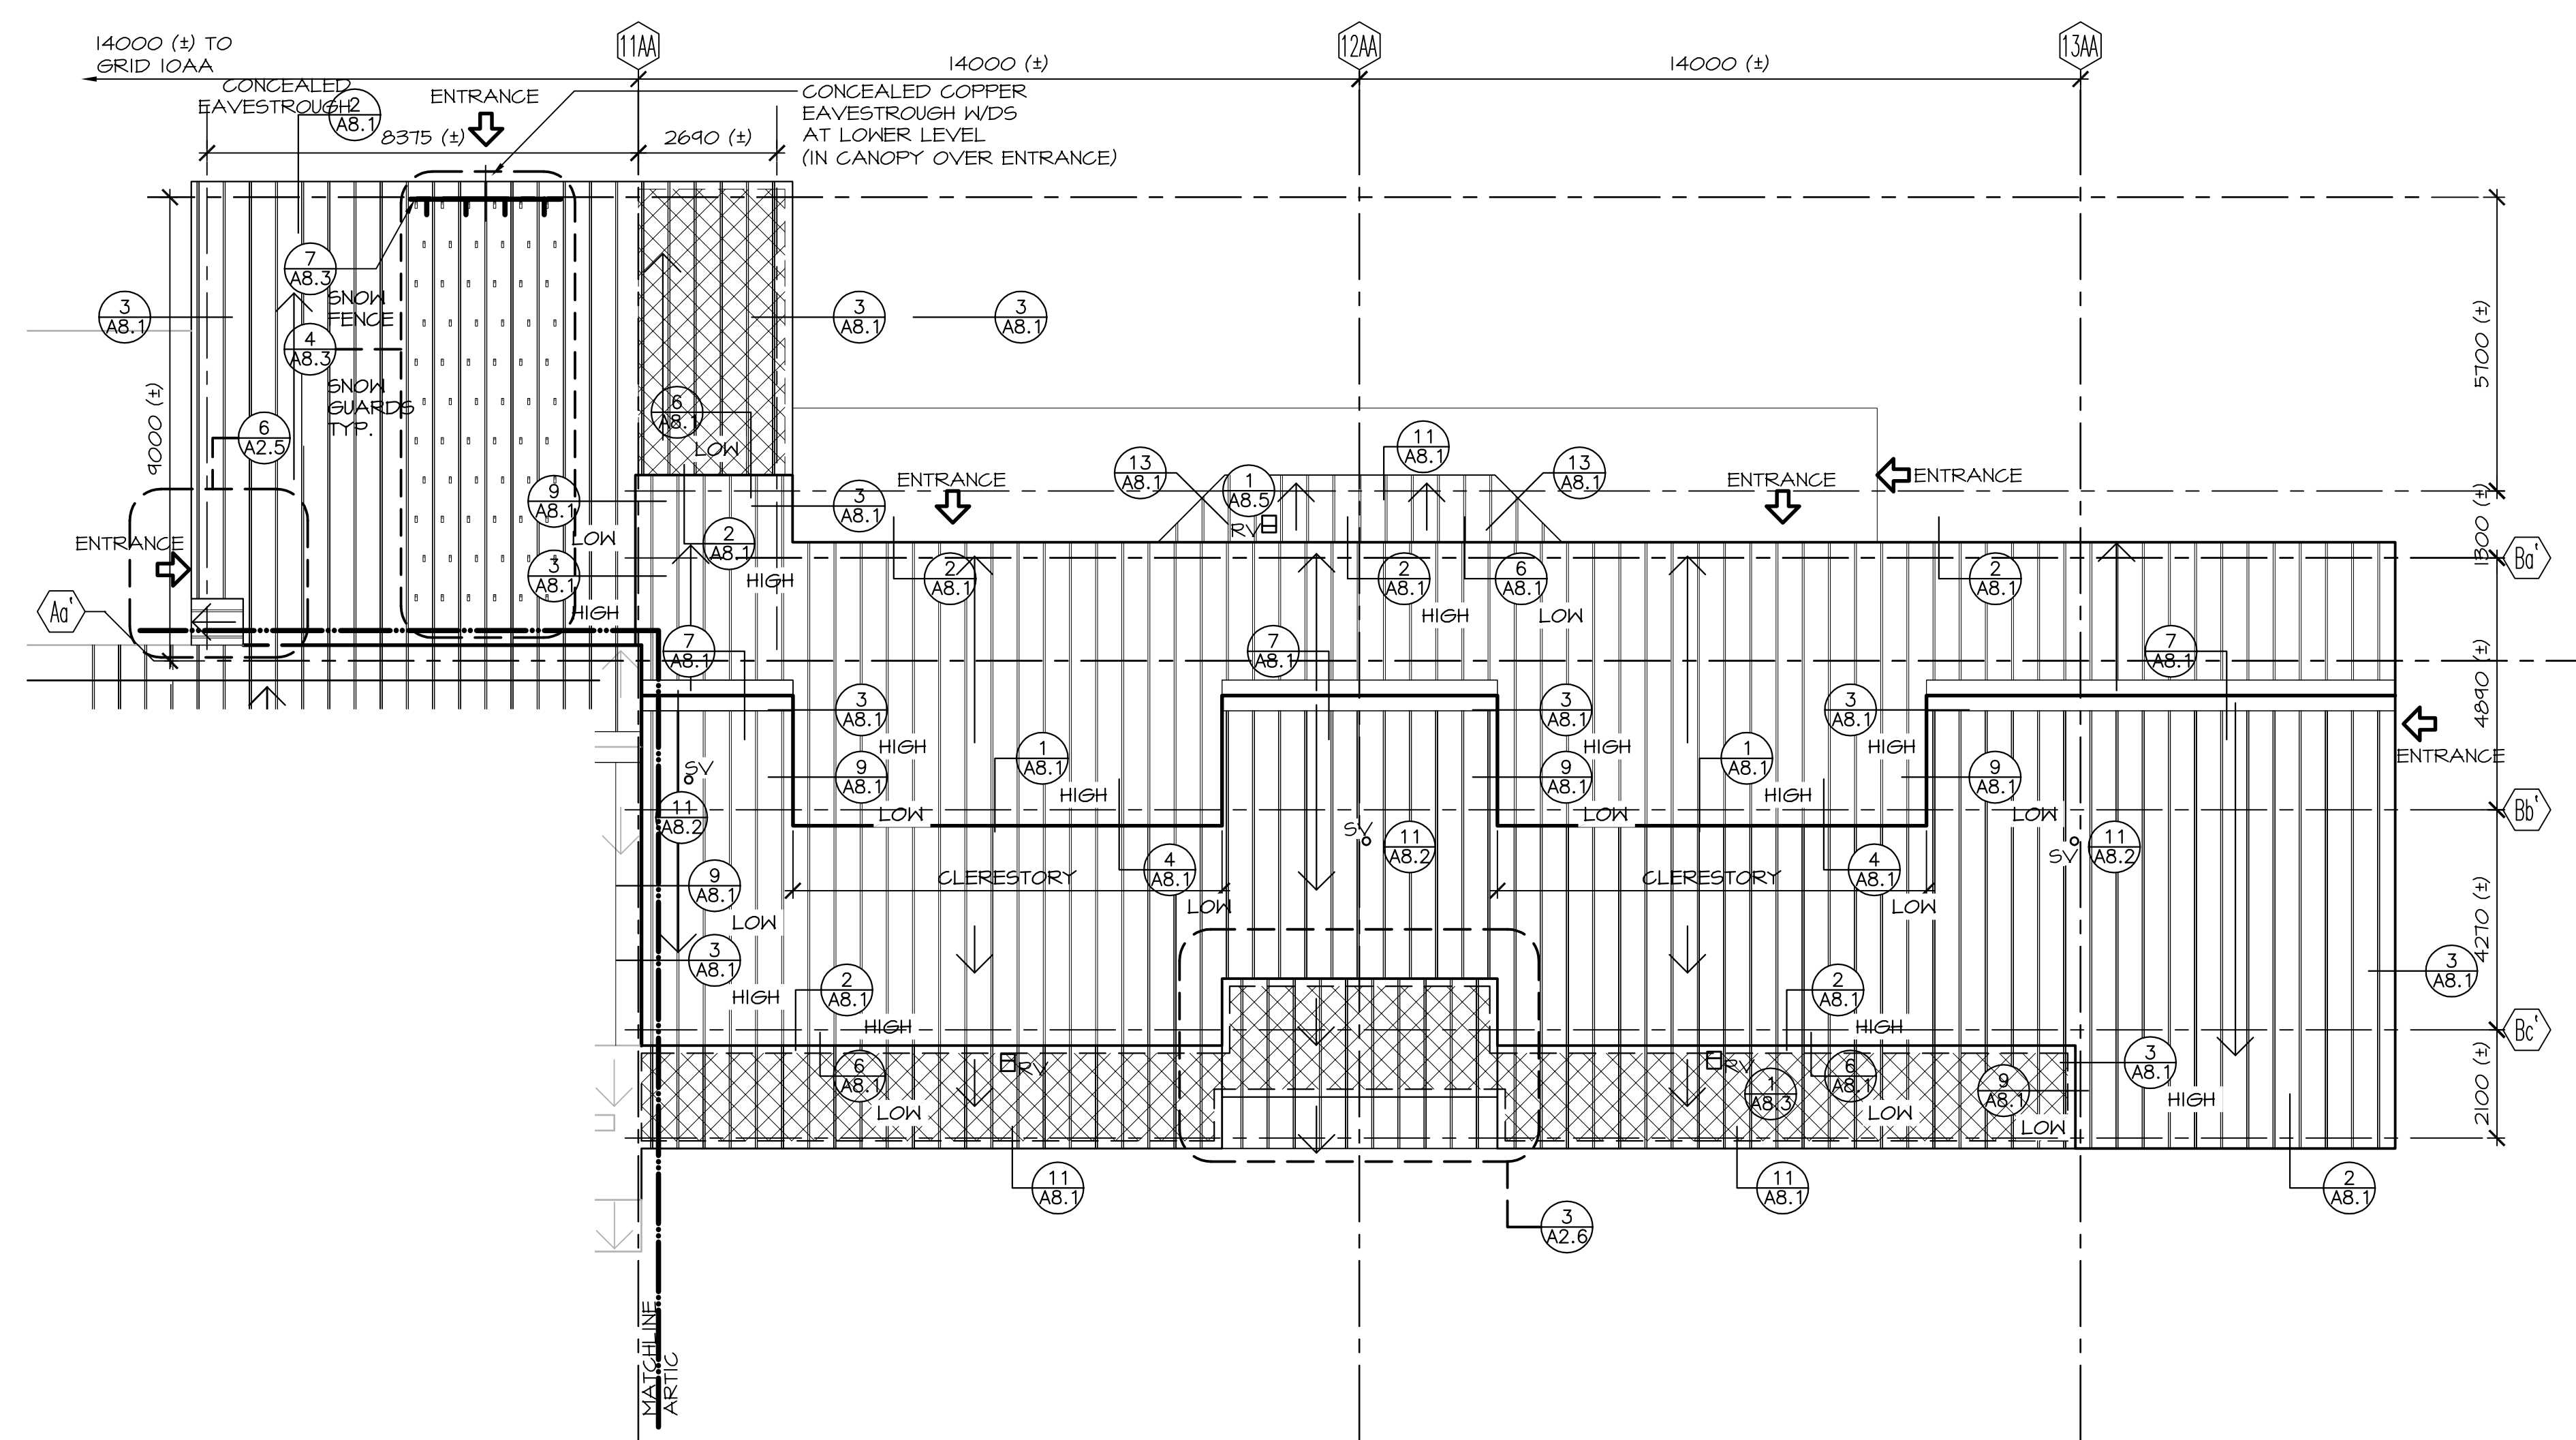 11AA
12AA
13AA
14000 (±) TO
GRID 10AA
14000 (±)
14000 (±)
CONCEALED
EAVESTROUGH
2
A8.1
ENTRANCE
CONCEALED COPPER
EAVESTROUGH W/DS
AT LOWER LEVEL
(IN CANOPY OVER ENTRANCE)
8375 (±)
2690 (±)
7
A8.3
SNOW
FENCE
3
A8.1
3
A8.1
3
A8.1
4
A8.3
SNOW
GUARDS
TYP.
5700 (±)
9000 (±)
6
A2.5
6
A8.1
LOW
11
A8.1
13
A8.1
13
A8.1
1
A8.5
RV
ENTRANCE
ENTRANCE
ENTRANCE
9
A8.1
LOW
3
A8.1
3
A8.1
HIGH
2
A8.1
HIGH
1300 (±)
Ba'
ENTRANCE
2
A8.1
2
A8.1
HIGH
6
A8.1
LOW
2
A8.1
Aa'
7
A8.1
7
A8.1
7
A8.1
4890 (±)
3
A8.1
HIGH
3
A8.1
HIGH
3
A8.1
HIGH
ENTRANCE
SV
9
A8.1
LOW
1
A8.1
HIGH
9
A8.1
LOW
1
A8.1
HIGH
9
A8.1
LOW
Bb'
11
A8.2
SV
11
A8.2
SV
11
A8.2
9
A8.1
LOW
CLERESTORY
4
A8.1
LOW
CLERESTORY
4
A8.1
LOW
4270 (±)
3
A8.1
HIGH
2
A8.1
HIGH
2
A8.1
HIGH
3
A8.1
Bc'
6
A8.1
LOW
RV
RV
1
A8.3
6
A8.1
LOW
9
A8.1
LOW
3
A8.1
HIGH
2100 (±)
11
A8.1
11
A8.1
2
A8.1
3
A2.6
MATCHLINE
ARTIC